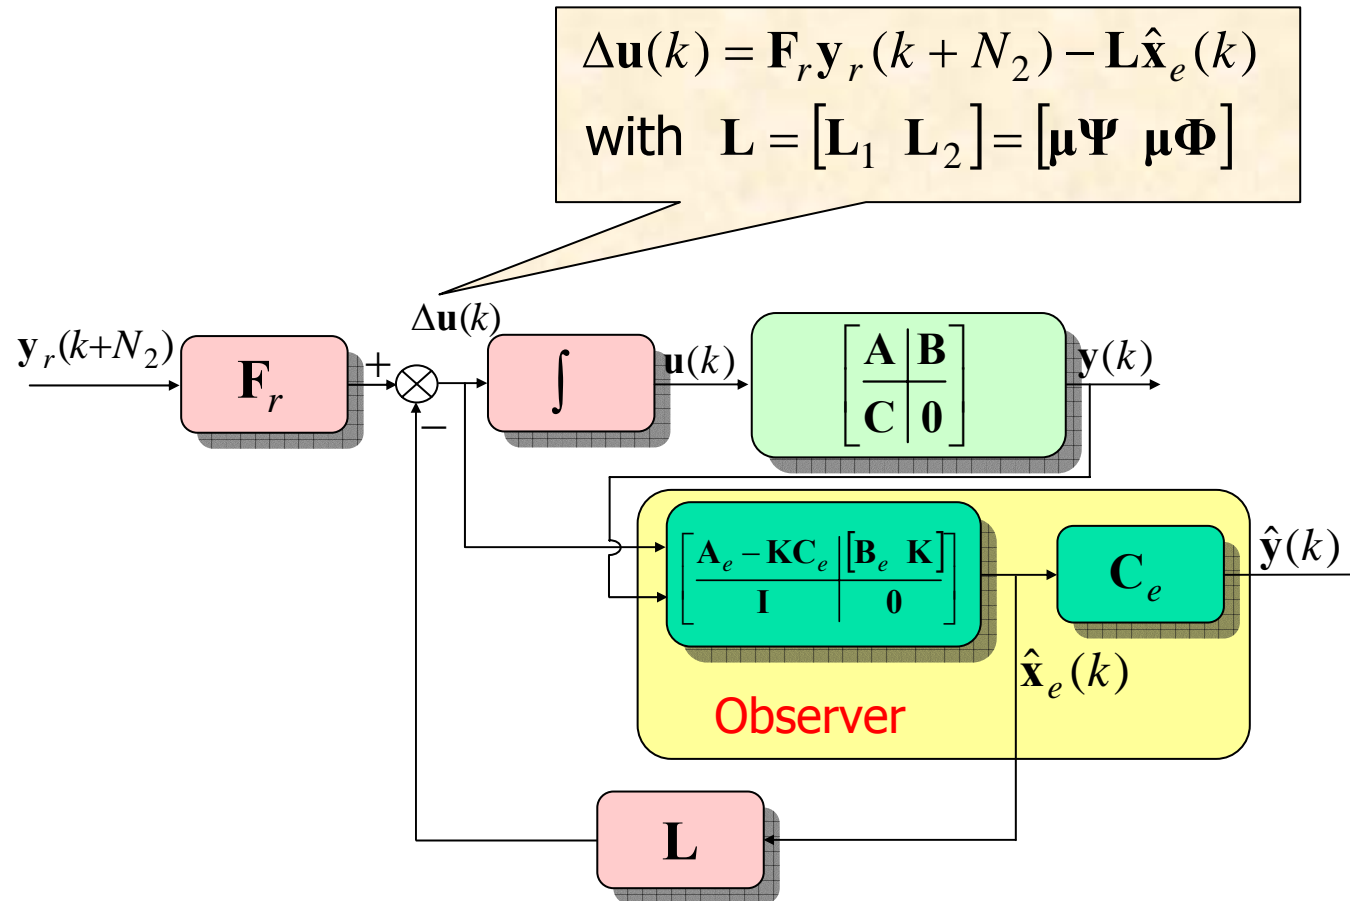 Δu(k) = F_r y_r(k + N_2) − L x̂_e(k)
with L = [L_1 L_2] = [μΨ μΦ]
y_r(k+N_2)
F_r
+
−
Δu(k)
∫
u(k)
[A | B
C | 0]
y(k)
[A_e − KC_e | [B_e K]
I | 0]
C_e
ŷ(k)
x̂_e(k)
Observer
L